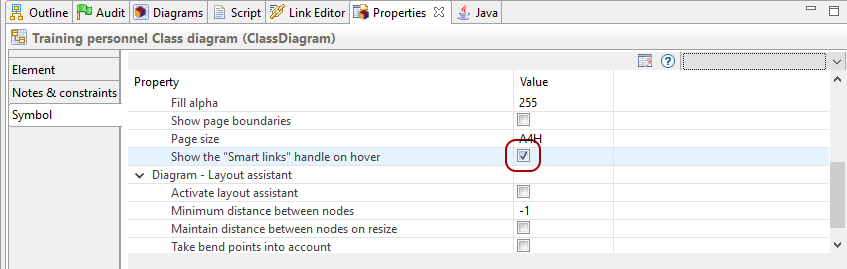 Outline Audit Diagrams Script Link Editor Properties Java
Training personnel Class diagram (ClassDiagram)
Element
Notes & constraints
Symbol
Property Value
Fill alpha 255
Show page boundaries
Page size A4H
Show the "Smart links" handle on hover
Diagram - Layout assistant
Activate layout assistant
Minimum distance between nodes -1
Maintain distance between nodes on resize
Take bend points into account